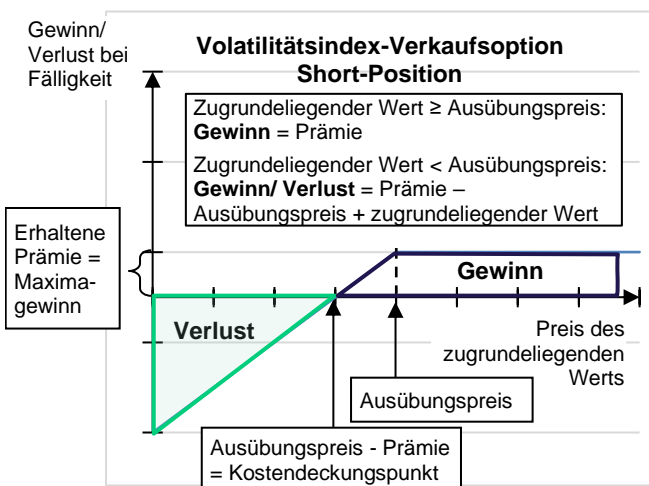 Gewinn/
Verlust bei
Fälligkeit
Volatilitätsindex-Verkaufsoption
Short-Position
Zugrundeliegender Wert ≥ Ausübungspreis:
Gewinn = Prämie
Zugrundeliegender Wert < Ausübungspreis:
Gewinn/ Verlust = Prämie –
Ausübungspreis + zugrundeliegender Wert
Erhaltene
Prämie =
Maxima-
gewinn
Gewinn
Verlust
Preis des
zugrundeliegenden
Werts
Ausübungspreis
Ausübungspreis - Prämie
= Kostendeckungspunkt